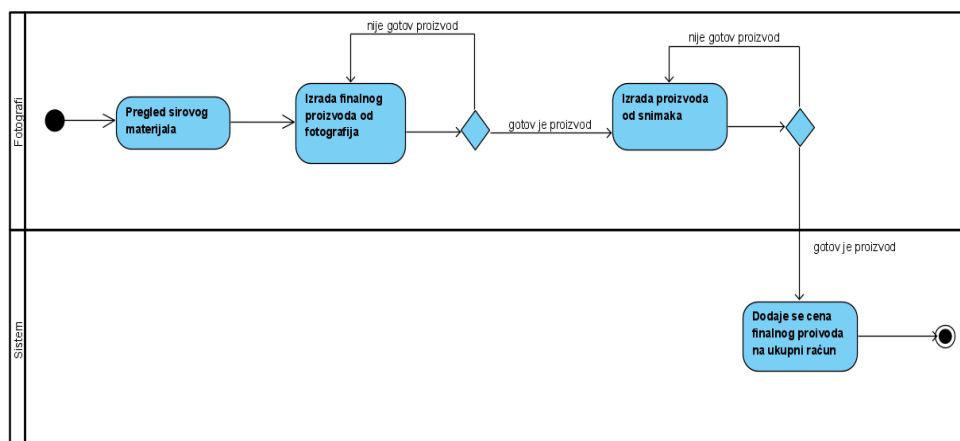 Fotografi
nije gotov proizvod
nije gotov proizvod
Pregled sirovog
materijala
Izrada finalnog
proizvoda od
fotografija
gotov je proizvod
Izrada proizvoda
od snimaka
gotov je proizvod
Sistem
Dodaje se cena
finalnog proivoda
na ukupni račun